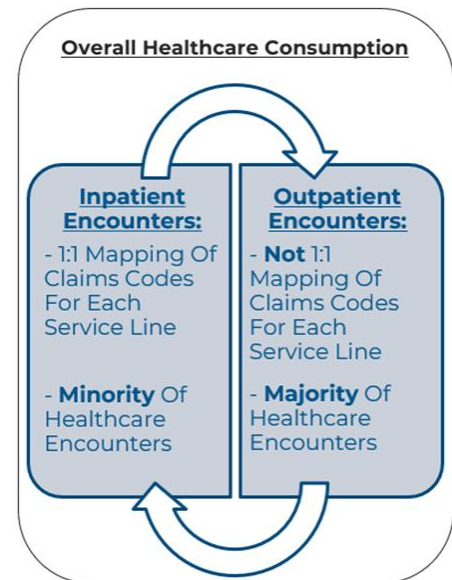 Overall Healthcare Consumption
Inpatient
Encounters:
- 1:1 Mapping Of
Claims Codes
For Each
Service Line
- Minority Of
Healthcare
Encounters
Outpatient
Encounters:
- Not 1:1
Mapping Of
Claims Codes
For Each
Service Line
- Majority Of
Healthcare
Encounters